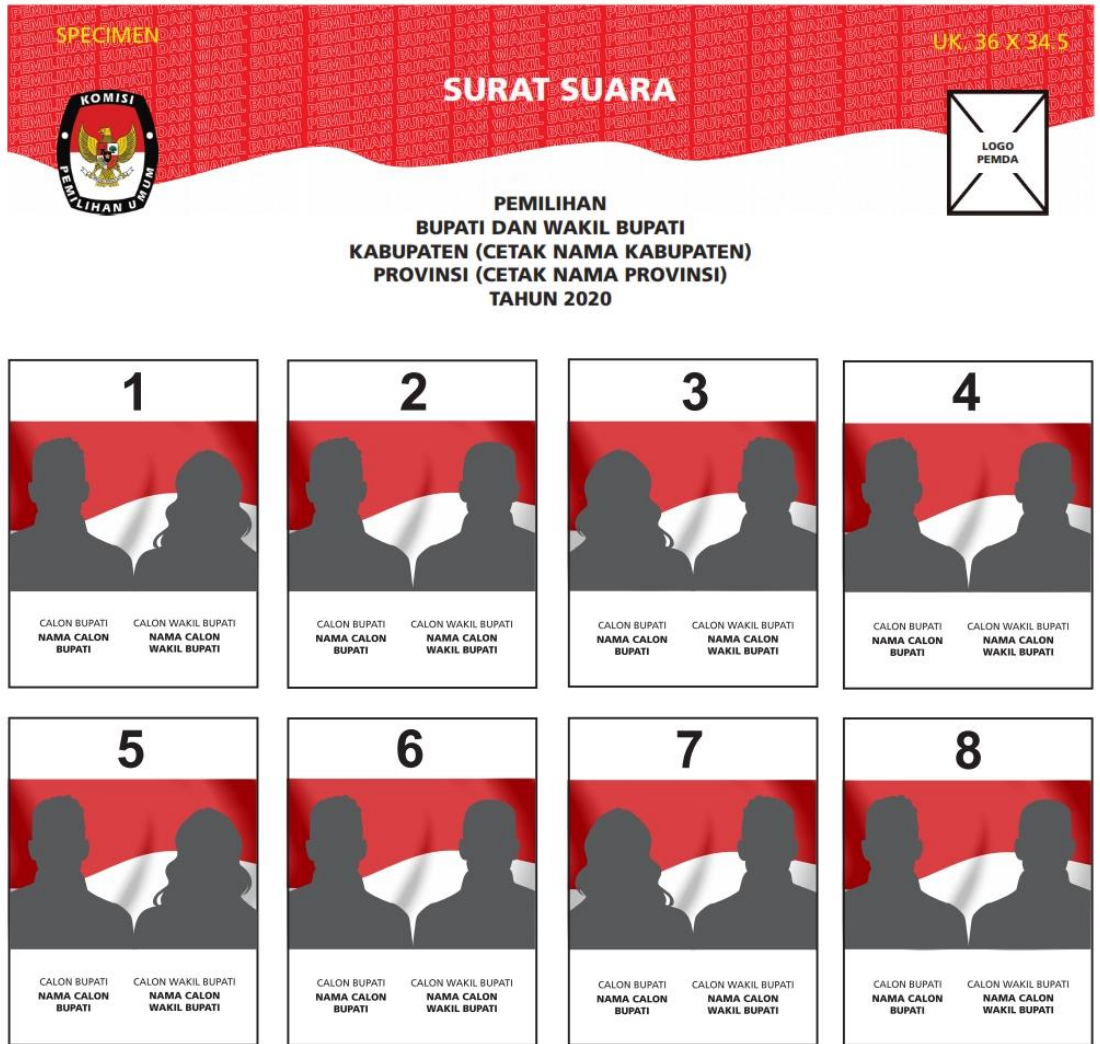 SPECIMEN
UK. 36 X 34.5
SURAT SUARA
KOMISI
PEMILIHAN UMUM
LOGO
PEMDA
PEMILIHAN
BUPATI DAN WAKIL BUPATI
KABUPATEN (CETAK NAMA KABUPATEN)
PROVINSI (CETAK NAMA PROVINSI)
TAHUN 2020
1
2
3
4
CALON BUPATI
NAMA CALON
BUPATI
CALON WAKIL BUPATI
NAMA CALON
WAKIL BUPATI
CALON BUPATI
NAMA CALON
BUPATI
CALON WAKIL BUPATI
NAMA CALON
WAKIL BUPATI
CALON BUPATI
NAMA CALON
BUPATI
CALON WAKIL BUPATI
NAMA CALON
WAKIL BUPATI
CALON BUPATI
NAMA CALON
BUPATI
CALON WAKIL BUPATI
NAMA CALON
WAKIL BUPATI
5
6
7
8
CALON BUPATI
NAMA CALON
BUPATI
CALON WAKIL BUPATI
NAMA CALON
WAKIL BUPATI
CALON BUPATI
NAMA CALON
BUPATI
CALON WAKIL BUPATI
NAMA CALON
WAKIL BUPATI
CALON BUPATI
NAMA CALON
BUPATI
CALON WAKIL BUPATI
NAMA CALON
WAKIL BUPATI
CALON BUPATI
NAMA CALON
BUPATI
CALON WAKIL BUPATI
NAMA CALON
WAKIL BUPATI